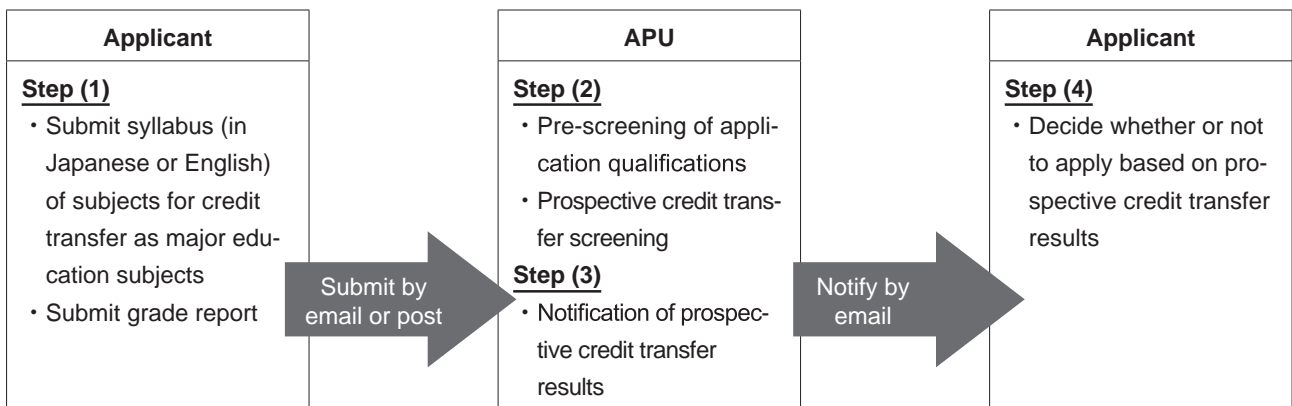 Applicant
Step (1)
・Submit syllabus (in
Japanese or English)
of subjects for credit
transfer as major edu-
cation subjects
・Submit grade report
Submit by
email or post
APU
Step (2)
・Pre-screening of appli-
cation qualifications
・Prospective credit trans-
fer screening
Step (3)
・Notification of prospec-
tive credit transfer
results
Notify by
email
Applicant
Step (4)
・Decide whether or not
to apply based on pro-
spective credit transfer
results